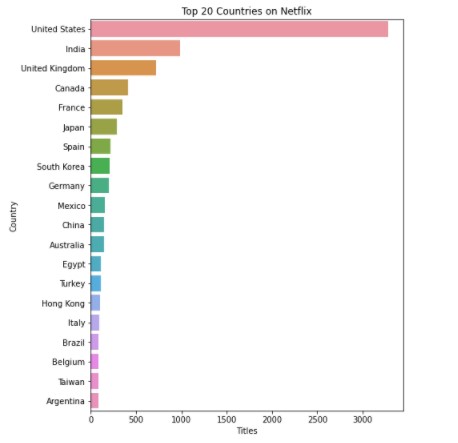 Top 20 Countries on Netflix
Country
United States
India
United Kingdom
Canada
France
Japan
Spain
South Korea
Germany
Mexico
China
Australia
Egypt
Turkey
Hong Kong
Italy
Brazil
Belgium
Taiwan
Argentina
0 500 1000 1500 2000 2500 3000
Titles